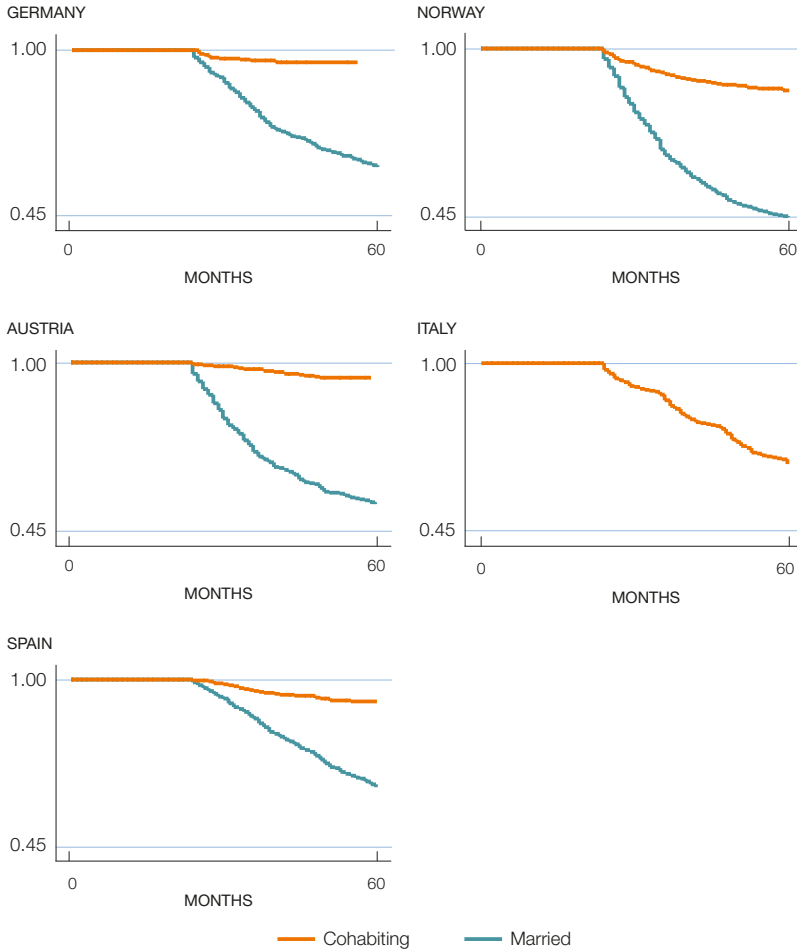 GERMANY
1.00
0.45
0
60
MONTHS
NORWAY
1.00
0.45
0
60
MONTHS
AUSTRIA
1.00
0.45
0
60
MONTHS
ITALY
1.00
0.45
0
60
MONTHS
SPAIN
1.00
0.45
0
60
MONTHS
Cohabiting Married